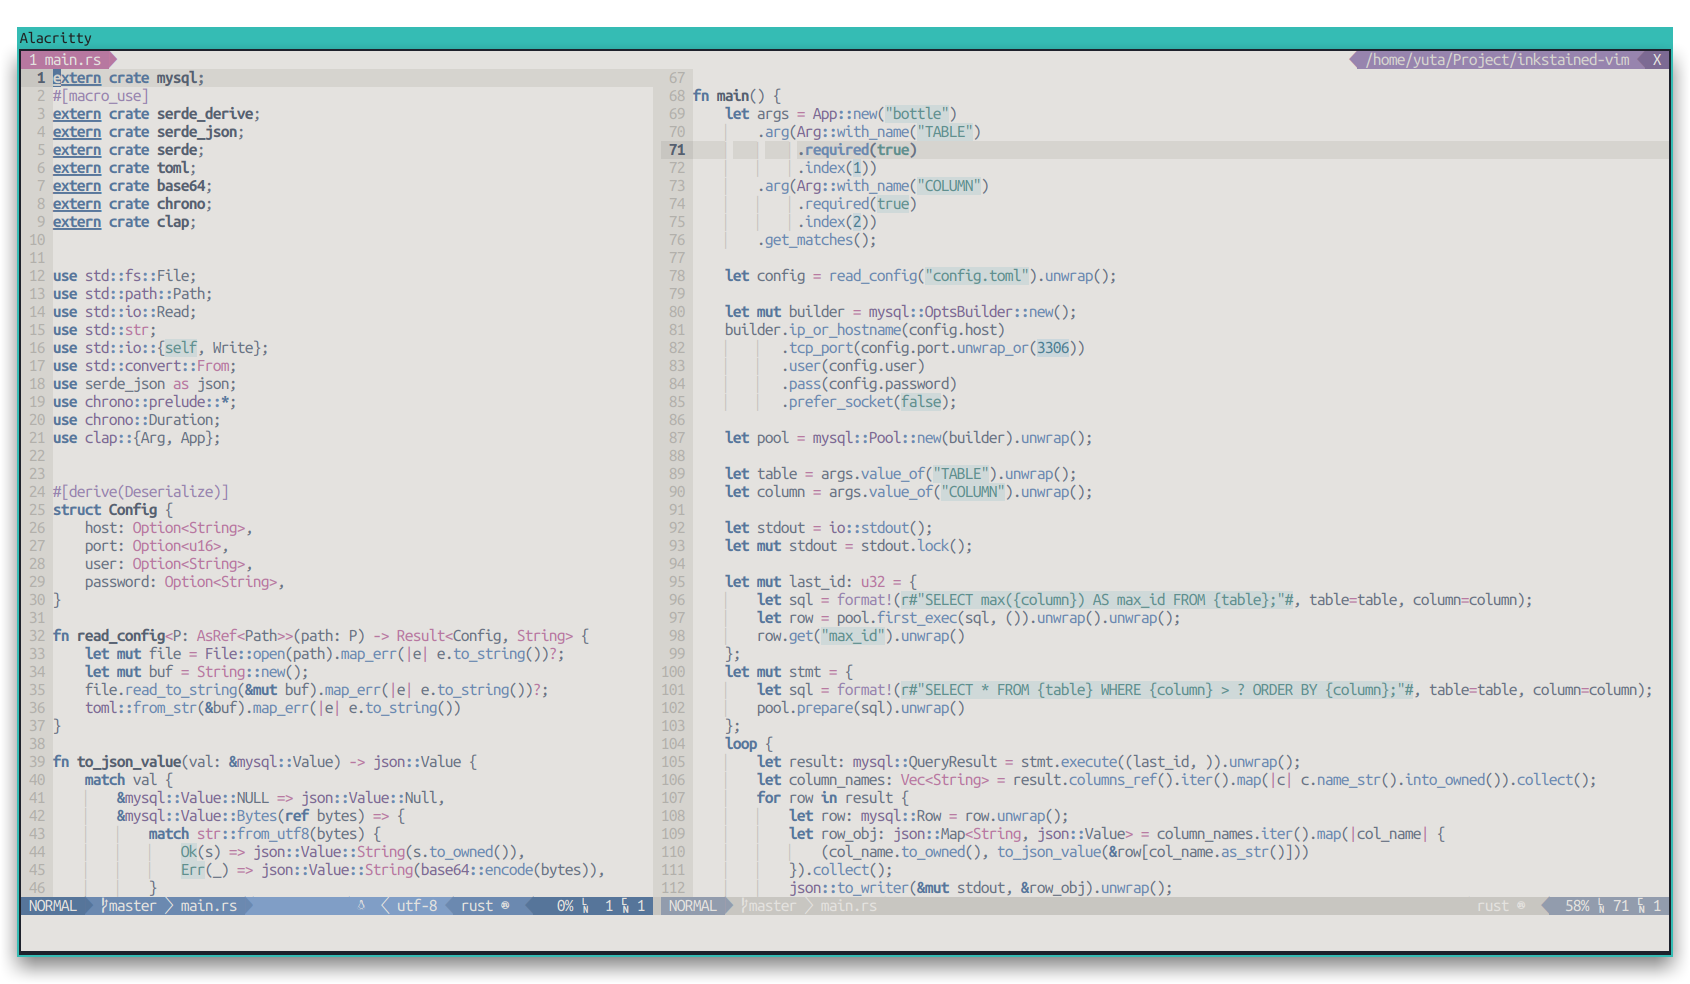 Alacritty
1 main.rs
/home/yuta/Project/inkstained-vim X
1 extern crate mysql;
2 #[macro_use]
3 extern crate serde_derive;
4 extern crate serde_json;
5 extern crate serde;
6 extern crate toml;
7 extern crate base64;
8 extern crate chrono;
9 extern crate clap;
10
11
12 use std::fs::File;
13 use std::path::Path;
14 use std::io::Read;
15 use std::str;
16 use std::io::{self, Write};
17 use std::convert::From;
18 use serde_json as json;
19 use chrono::prelude::*;
20 use chrono::Duration;
21 use clap::{Arg, App};
22
23
24 #[derive(Deserialize)]
25 struct Config {
26     host: Option<String>,
27     port: Option<u16>,
28     user: Option<String>,
29     password: Option<String>,
30 }
31
32 fn read_config<P: AsRef<Path>>(path: P) -> Result<Config, String> {
33     let mut file = File::open(path).map_err(|e| e.to_string())?;
34     let mut buf = String::new();
35     file.read_to_string(&mut buf).map_err(|e| e.to_string())?;
36     toml::from_str(&buf).map_err(|e| e.to_string())
37 }
38
39 fn to_json_value(val: &mysql::Value) -> json::Value {
40     match val {
41         &mysql::Value::NULL => json::Value::Null,
42         &mysql::Value::Bytes(ref bytes) => {
43             match str::from_utf8(bytes) {
44                 Ok(s) => json::Value::String(s.to_owned()),
45                 Err(_) => json::Value::String(base64::encode(bytes)),
46             }
NORMAL master main.rs utf-8 rust 0% LN 1 CN 1
67
68 fn main() {
69     let args = App::new("bottle")
70         .arg(Arg::with_name("TABLE")
71              .required(true)
72              .index(1))
73         .arg(Arg::with_name("COLUMN")
74              .required(true)
75              .index(2))
76         .get_matches();
77
78     let config = read_config("config.toml").unwrap();
79
80     let mut builder = mysql::OptsBuilder::new();
81     builder.ip_or_hostname(config.host)
82            .tcp_port(config.port.unwrap_or(3306))
83            .user(config.user)
84            .pass(config.password)
85            .prefer_socket(false);
86
87     let pool = mysql::Pool::new(builder).unwrap();
88
89     let table = args.value_of("TABLE").unwrap();
90     let column = args.value_of("COLUMN").unwrap();
91
92     let stdout = io::stdout();
93     let mut stdout = stdout.lock();
94
95     let mut last_id: u32 = {
96         let sql = format!(r#"SELECT max({column}) AS max_id FROM {table};"#, table=table, column=column);
97         let row = pool.first_exec(sql, ()).unwrap().unwrap();
98         row.get("max_id").unwrap()
99     };
100     let mut stmt = {
101         let sql = format!(r#"SELECT * FROM {table} WHERE {column} > ? ORDER BY {column};"#, table=table, column=column);
102         pool.prepare(sql).unwrap()
103     };
104     loop {
105         let result: mysql::QueryResult = stmt.execute((last_id, )).unwrap();
106         let column_names: Vec<String> = result.columns_ref().iter().map(|c| c.name_str().into_owned()).collect();
107         for row in result {
108             let row: mysql::Row = row.unwrap();
109             let row_obj: json::Map<String, json::Value> = column_names.iter().map(|col_name| {
110                 (col_name.to_owned(), to_json_value(&row[col_name.as_str()]))
111             }).collect();
112             json::to_writer(&mut stdout, &row_obj).unwrap();
NORMAL master main.rs rust 58% LN 71 CN 1